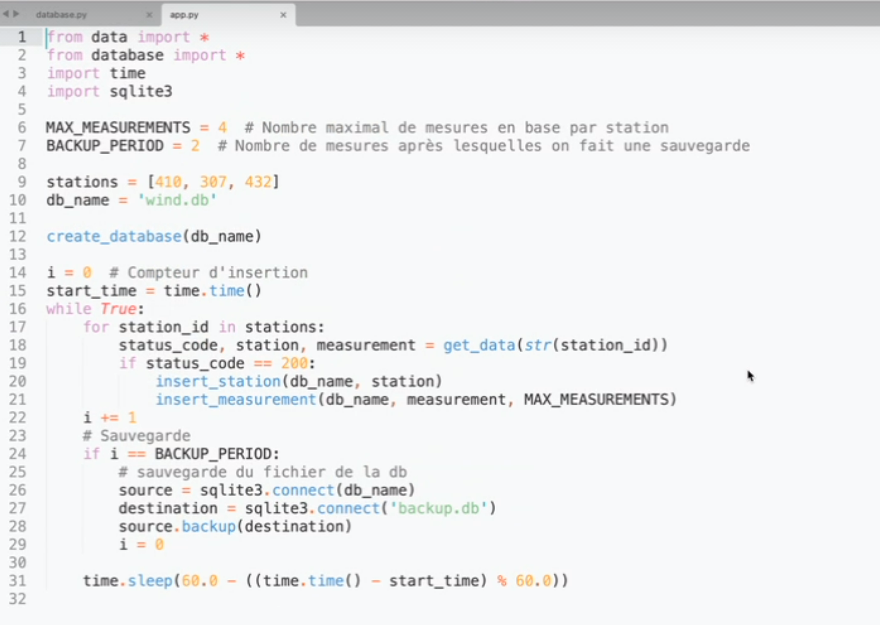 database.py × app.py ×
1 from data import *
2 from database import *
3 import time
4 import sqlite3
5
6 MAX_MEASUREMENTS = 4  # Nombre maximal de mesures en base par station
7 BACKUP_PERIOD = 2  # Nombre de mesures après lesquelles on fait une sauvegarde
8
9 stations = [410, 307, 432]
10 db_name = 'wind.db'
11
12 create_database(db_name)
13
14 i = 0  # Compteur d'insertion
15 start_time = time.time()
16 while True:
17     for station_id in stations:
18         status_code, station, measurement = get_data(str(station_id))
19         if status_code == 200:
20             insert_station(db_name, station)
21             insert_measurement(db_name, measurement, MAX_MEASUREMENTS)
22     i += 1
23     # Sauvegarde
24     if i == BACKUP_PERIOD:
25         # sauvegarde du fichier de la db
26         source = sqlite3.connect(db_name)
27         destination = sqlite3.connect('backup.db')
28         source.backup(destination)
29         i = 0
30
31     time.sleep(60.0 - ((time.time() - start_time) % 60.0))
32